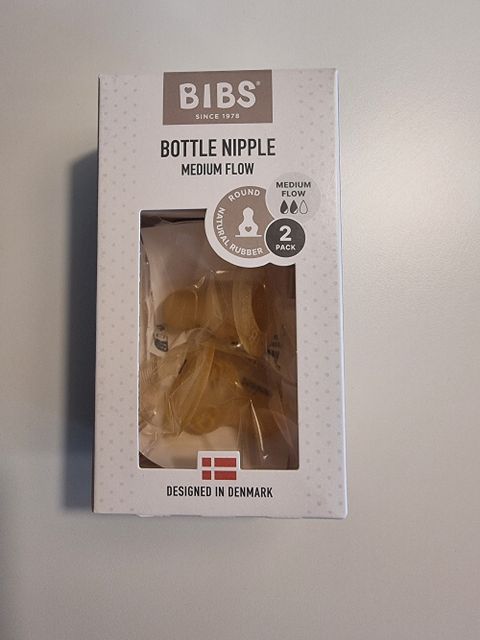 BIBS
SINCE 1978
BOTTLE NIPPLE
MEDIUM FLOW
MEDIUM
FLOW
ROUND
NATURAL RUBBER
2
PACK
DESIGNED IN DENMARK